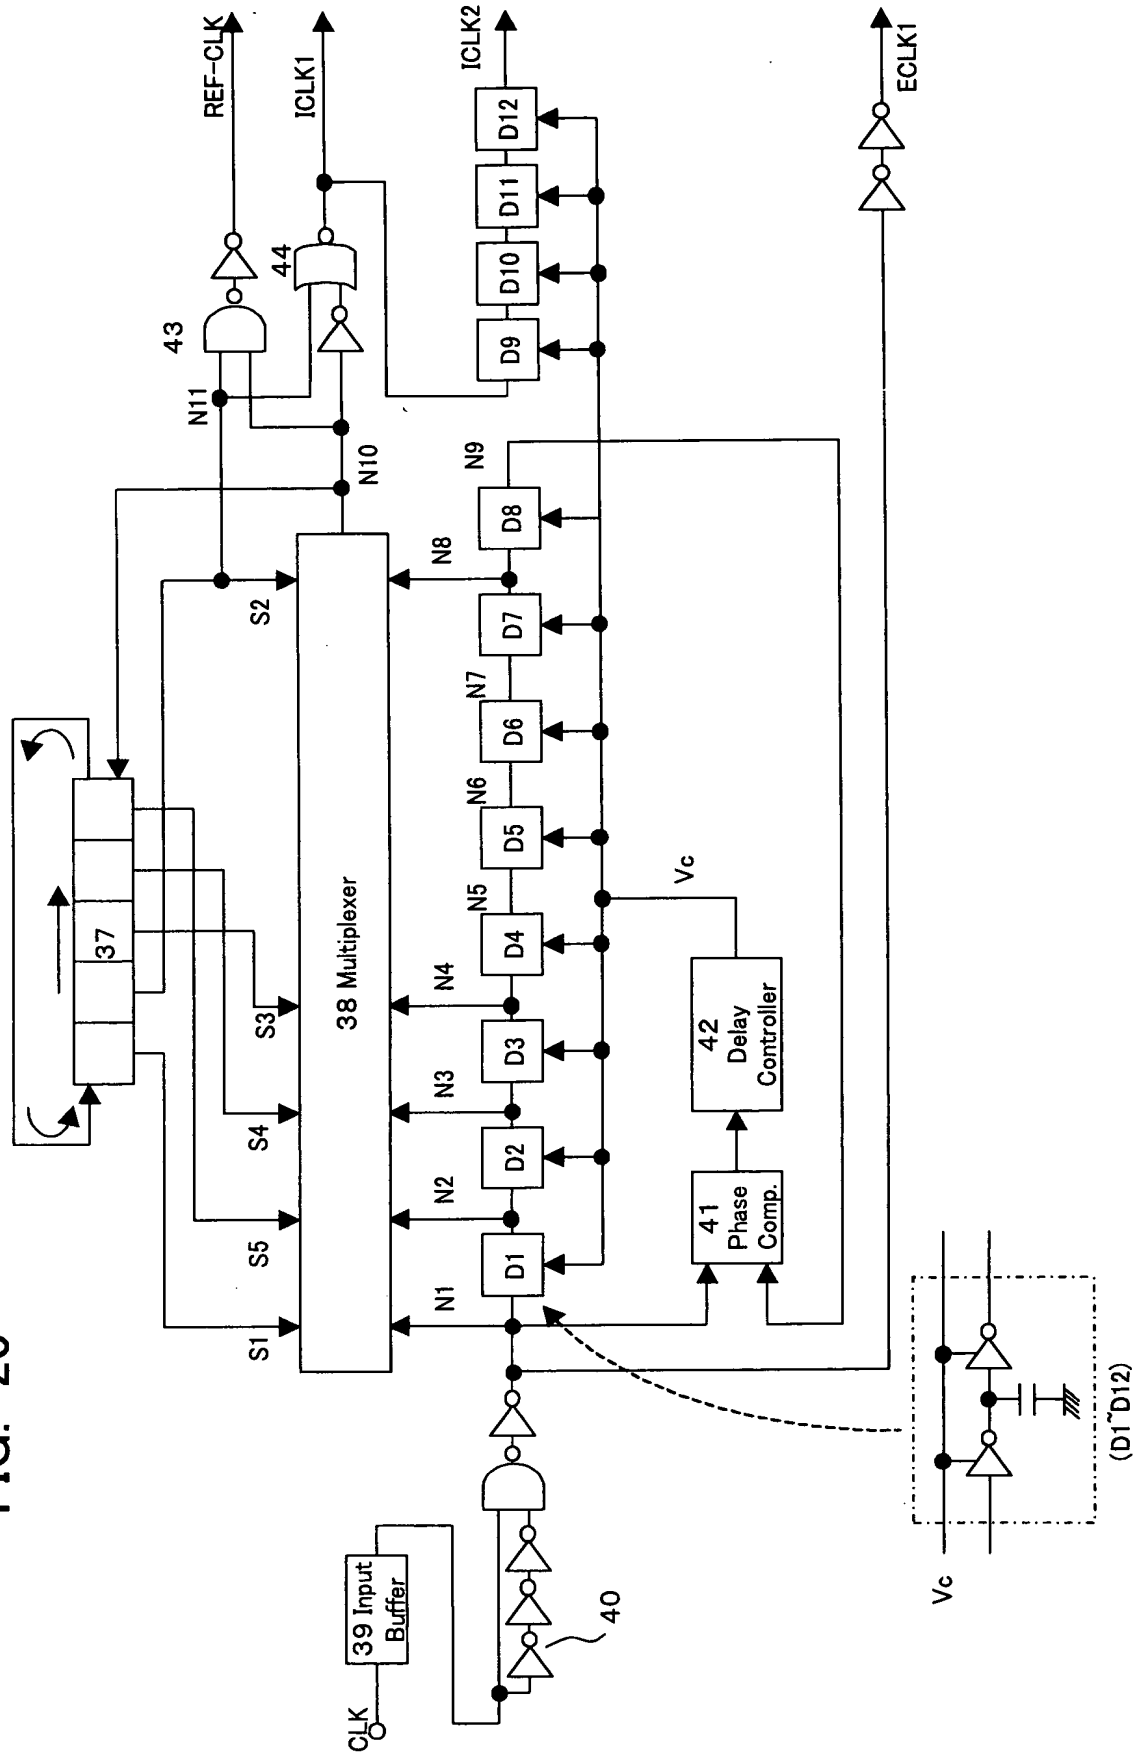 REF-CLK
ICLK1
ICLK2
ECLK1
43
44
N11
N10
37
S1
S5
S4
S3
S2
38 Multiplexer
N1
N2
N3
N4
N5
N6
N7
N8
N9
D1
D2
D3
D4
D5
D6
D7
D8
D9
D10
D11
D12
CLK
39 Input
Buffer
40
41
Phase
Comp.
42
Delay
Controller
Vc
Vc
(D1~D12)